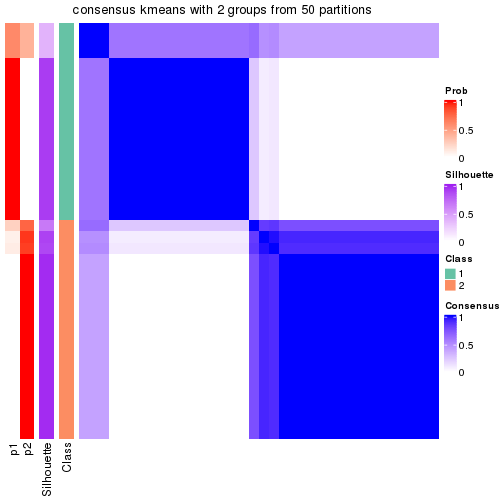 consensus kmeans with 2 groups from 50 partitions
Prob
1
0.5
0
Silhouette
1
0.5
0
Class
1
2
Consensus
1
0.5
0
p1
p2
Silhouette
Class